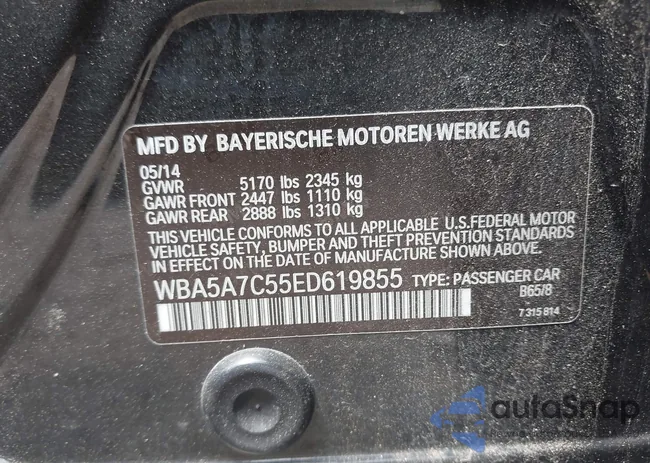 MFD BY BAYERISCHE MOTOREN WERKE AG
05/14
GVWR 5170 lbs 2345 kg
GAWR FRONT 2447 lbs 1110 kg
GAWR REAR 2888 lbs 1310 kg
THIS VEHICLE CONFORMS TO ALL APPLICABLE U.S.FEDERAL MOTOR
VEHICLE SAFETY, BUMPER AND THEFT PREVENTION STANDARDS
IN EFFECT ON THE DATE OF MANUFACTURE SHOWN ABOVE.
WBA5A7C55ED619855 TYPE: PASSENGER CAR
B65/8
7 315 814
autoSnap